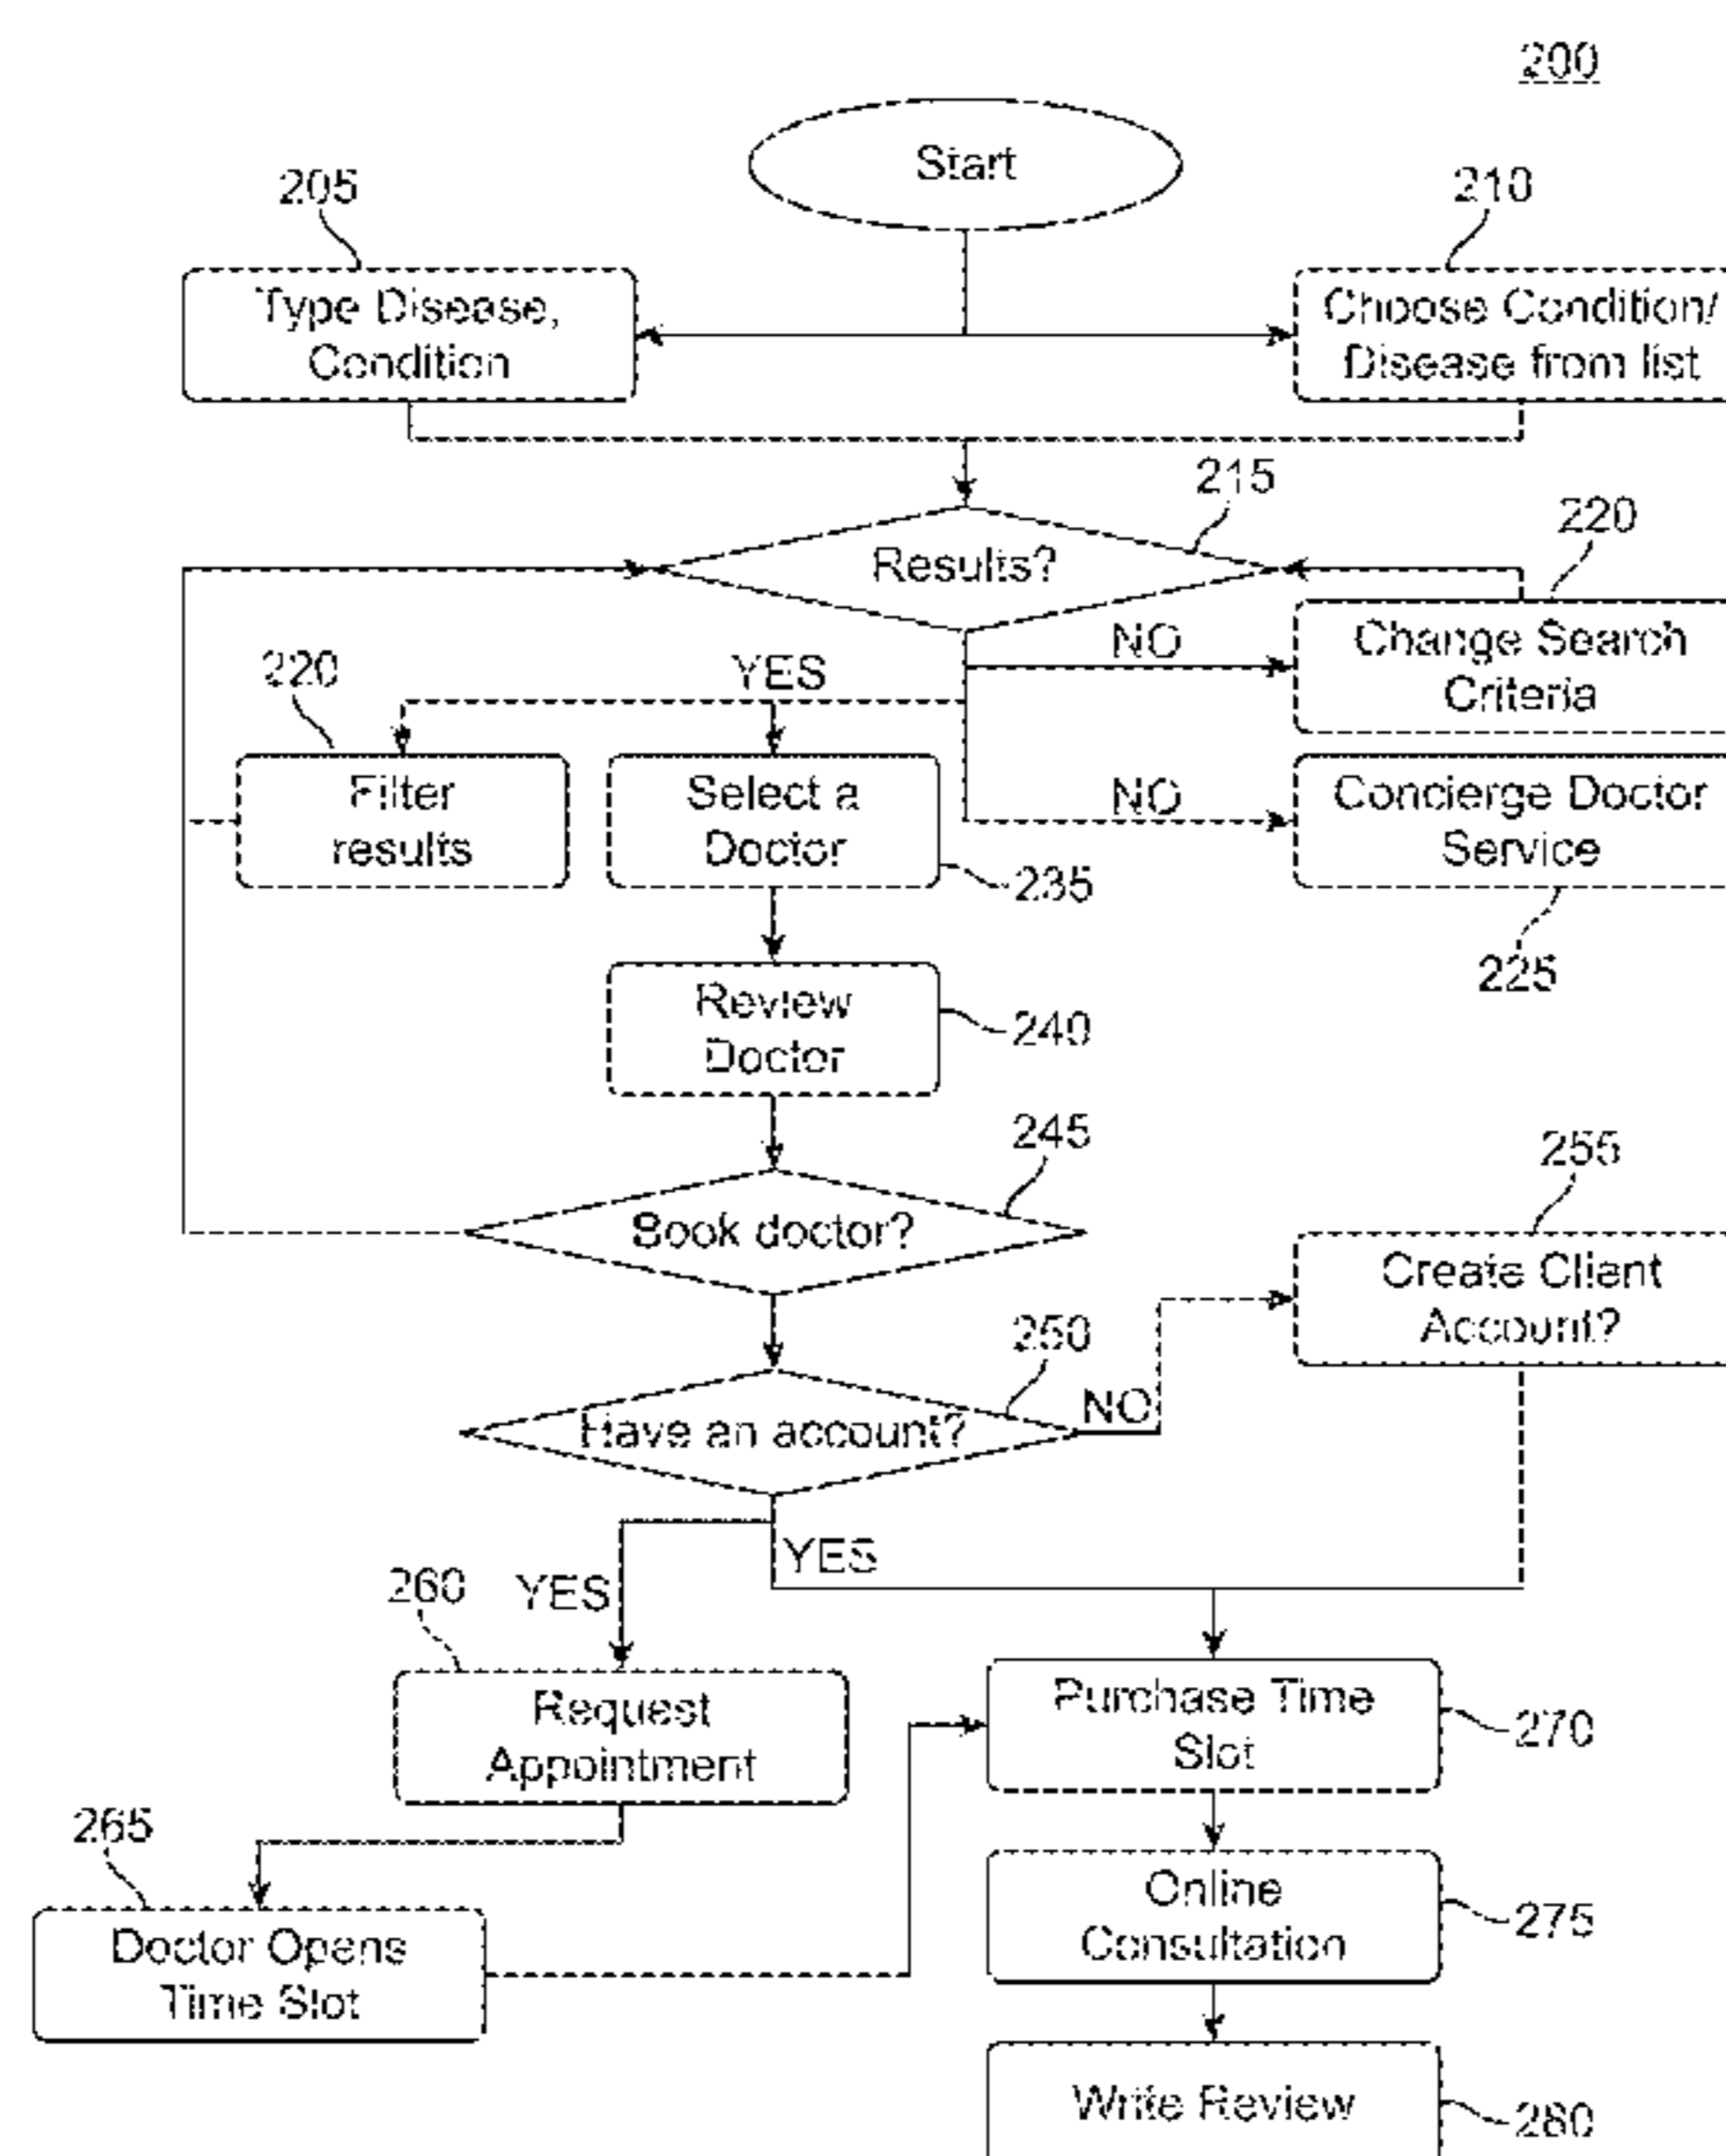 200
Start
205
210
Type Disease,
Condition
Choose Condition/
Disease from list
215
Results?
220
NO
Change Search
Criteria
220
YES
Filter
results
Select a
Doctor
235
NO
Concierge Doctor
Service
225
Review
Doctor
240
245
Book doctor?
255
Create Client
Account?
250
Have an account?
NO
YES
YES
260
Request
Appointment
Purchase Time
Slot
270
265
Doctor Opens
Time Slot
Online
Consultation
275
Write Review
280